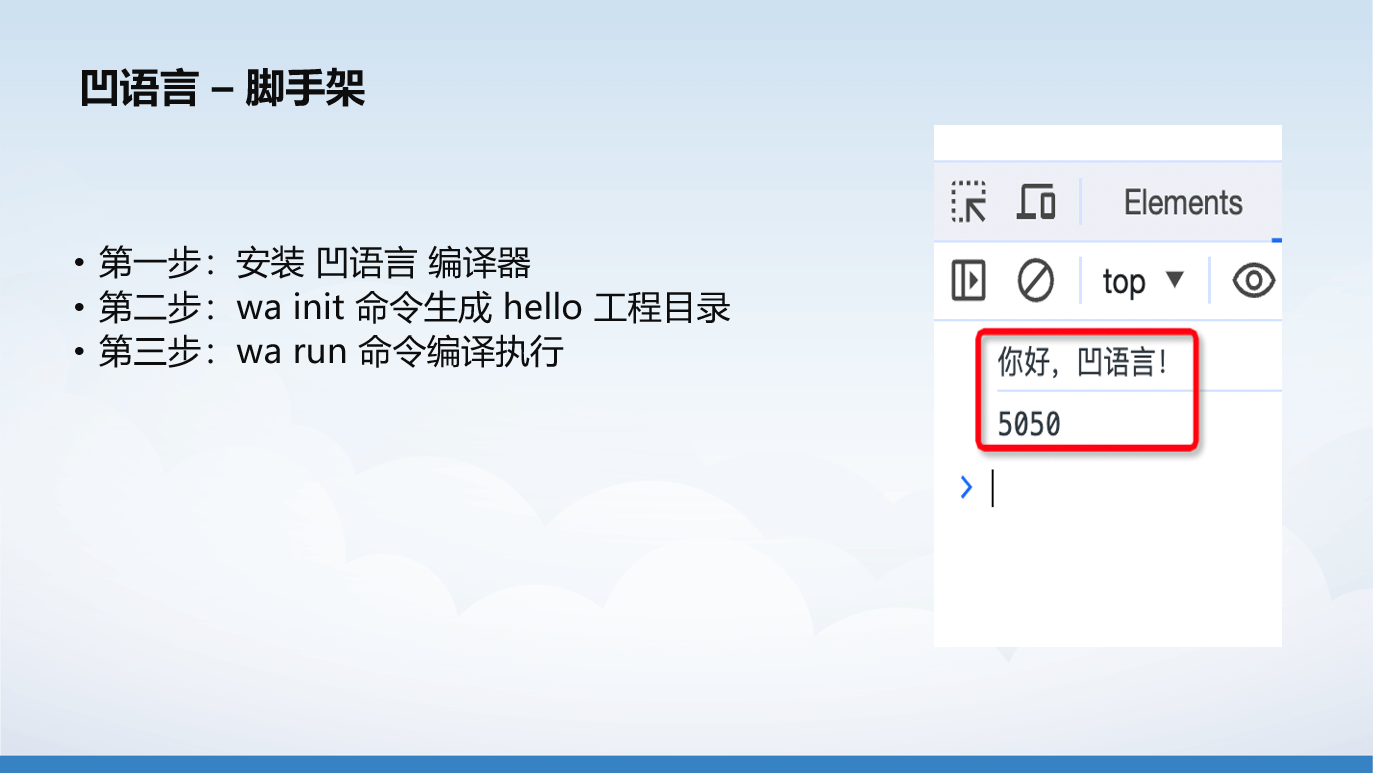 凹语言 – 脚手架
• 第一步：安装 凹语言 编译器
• 第二步：wa init 命令生成 hello 工程目录
• 第三步：wa run 命令编译执行
Elements
top ▼
你好，凹语言！
5050
>